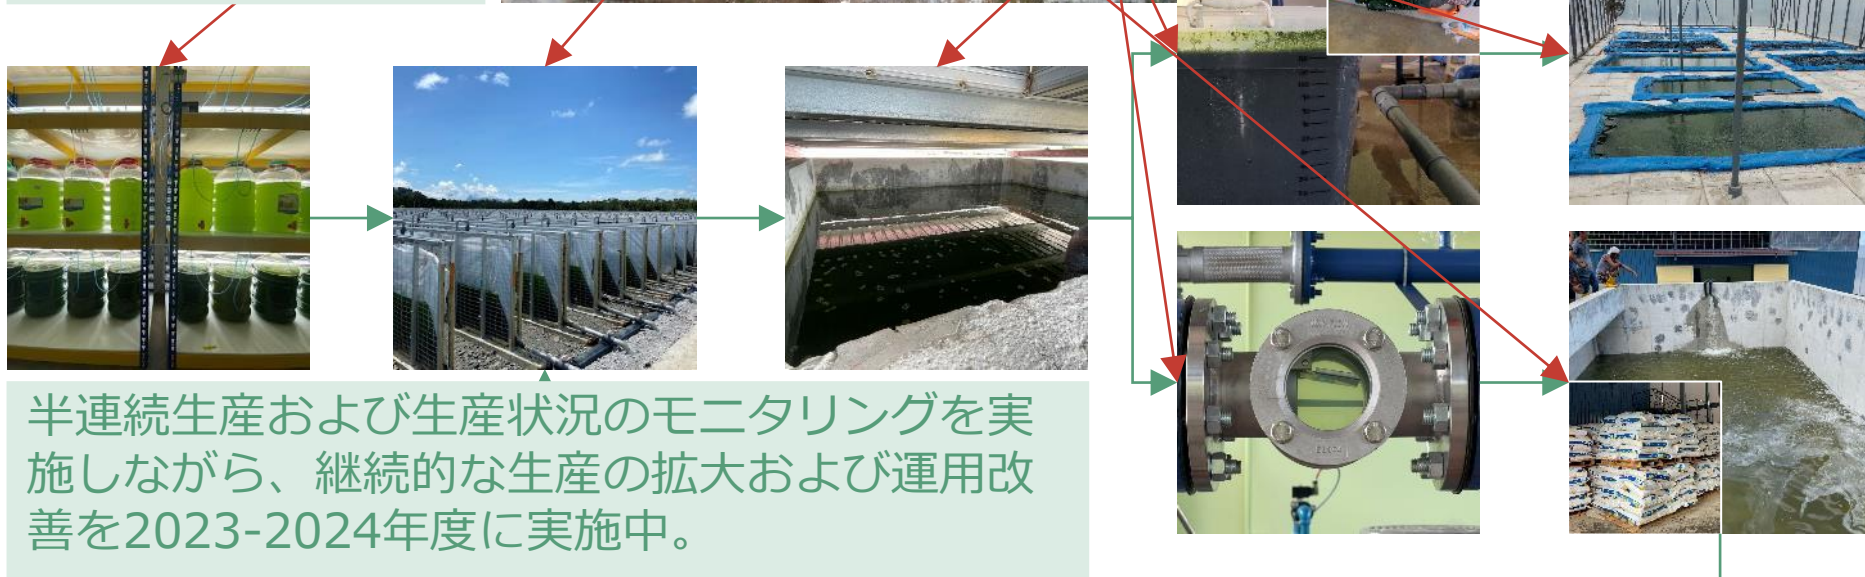 半連続生産および生産状況のモニタリングを実
施しながら、継続的な生産の拡大および運用改
善を2023-2024年度に実施中。